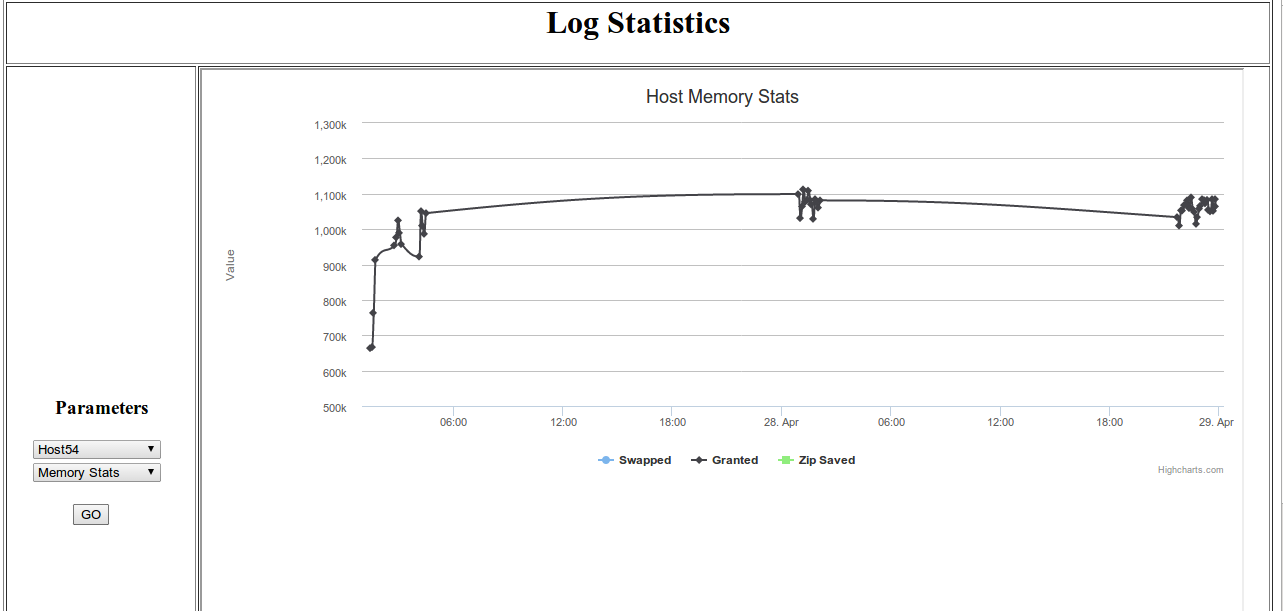 Log Statistics
Parameters
Host54
Memory Stats
GO
Host Memory Stats
Value
1,300k
1,200k
1,100k
1,000k
900k
800k
700k
600k
500k
06:00 12:00 18:00 28. Apr 06:00 12:00 18:00 29. Apr
Swapped Granted Zip Saved
Highcharts.com